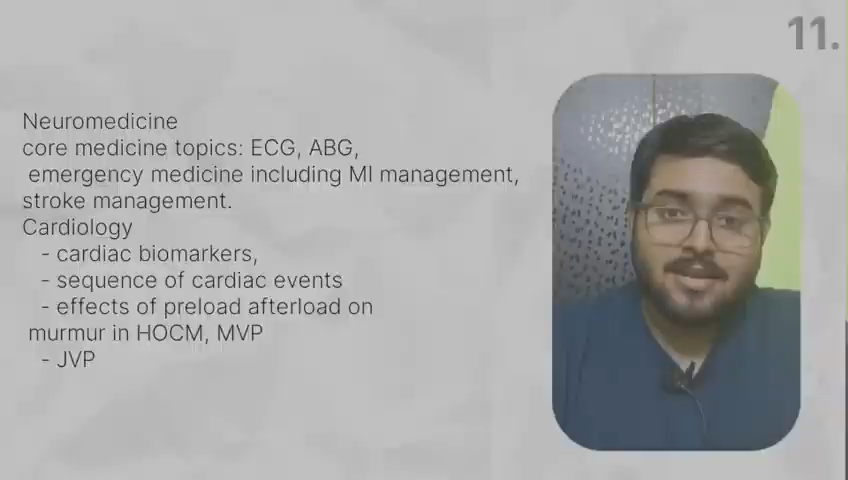 11.
Neuromedicine
core medicine topics: ECG, ABG,
emergency medicine including MI management,
stroke management.
Cardiology
- cardiac biomarkers,
- sequence of cardiac events
- effects of preload afterload on
murmur in HOCM, MVP
- JVP